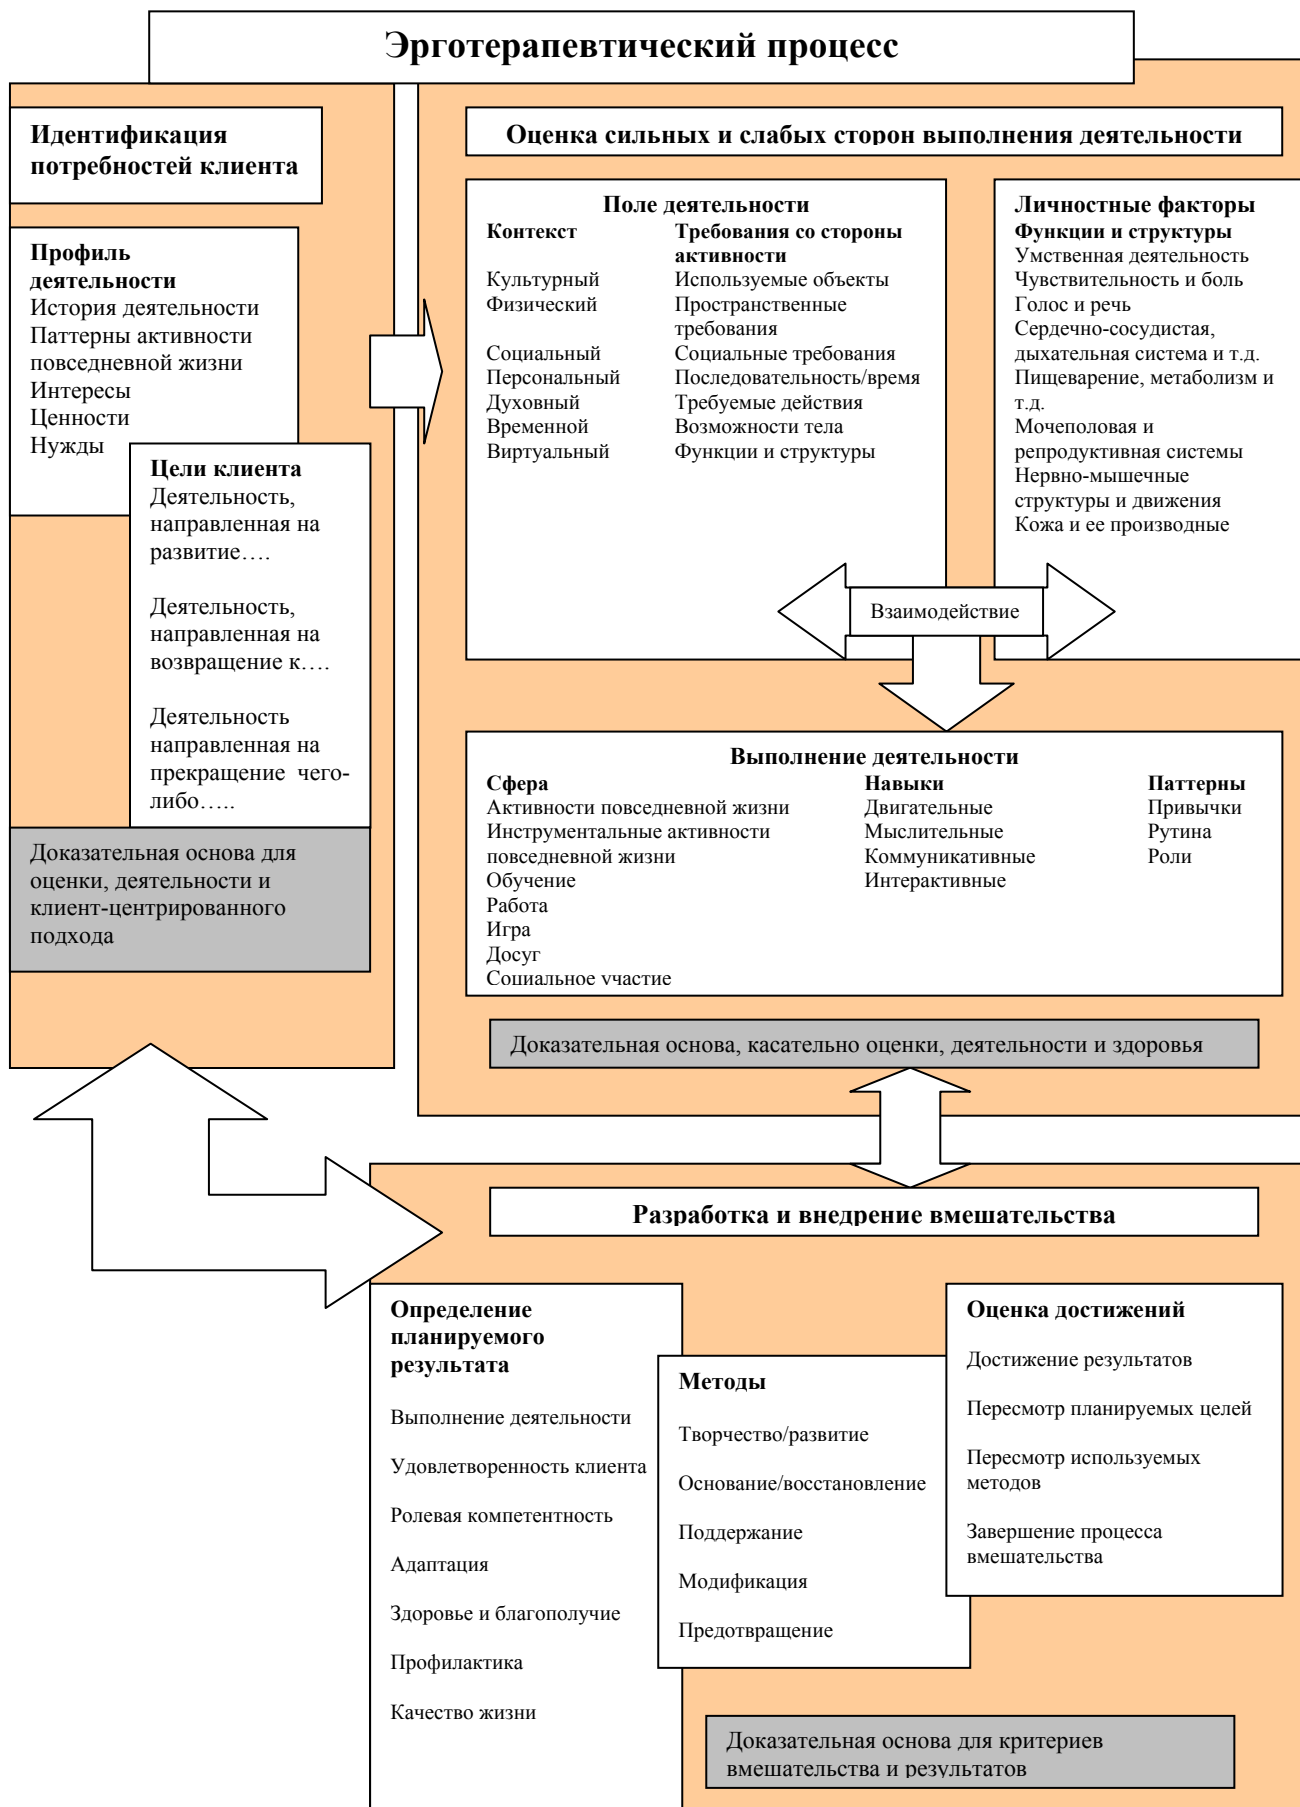 Эрготерапевтический процесс
Идентификация
потребностей клиента
Профиль
деятельности
История деятельности
Паттерны активности
повседневной жизни
Интересы
Ценности
Нужды
Цели клиента
Деятельность,
направленная на
развитие….
Деятельность,
направленная на
возвращение к….
Деятельность
направленная на
прекращение чего-
либо…..
Доказательная основа для
оценки, деятельности и
клиент-центрированного
подхода
Оценка сильных и слабых сторон выполнения деятельности
Поле деятельности
Контекст Требования со стороны
активности
Культурный Используемые объекты
Физический Пространственные
требования
Социальный Социальные требования
Персональный Последовательность/время
Духовный Требуемые действия
Временной Возможности тела
Виртуальный Функции и структуры
Личностные факторы
Функции и структуры
Умственная деятельность
Чувствительность и боль
Голос и речь
Сердечно-сосудистая,
дыхательная система и т.д.
Пищеварение, метаболизм и
т.д.
Мочеполовая и
репродуктивная системы
Нервно-мышечные
структуры и движения
Кожа и ее производные
Взаимодействие
Выполнение деятельности
Сфера Навыки Паттерны
Активности повседневной жизни Двигательные Привычки
Инструментальные активности Мыслительные Рутина
повседневной жизни Коммуникативные Роли
Обучение Интерактивные
Работа
Игра
Досуг
Социальное участие
Доказательная основа, касательно оценки, деятельности и здоровья
Разработка и внедрение вмешательства
Определение
планируемого
результата
Выполнение деятельности
Удовлетворенность клиента
Ролевая компетентность
Адаптация
Здоровье и благополучие
Профилактика
Качество жизни
Методы
Творчество/развитие
Основание/восстановление
Поддержание
Модификация
Предотвращение
Оценка достижений
Достижение результатов
Пересмотр планируемых целей
Пересмотр используемых
методов
Завершение процесса
вмешательства
Доказательная основа для критериев
вмешательства и результатов